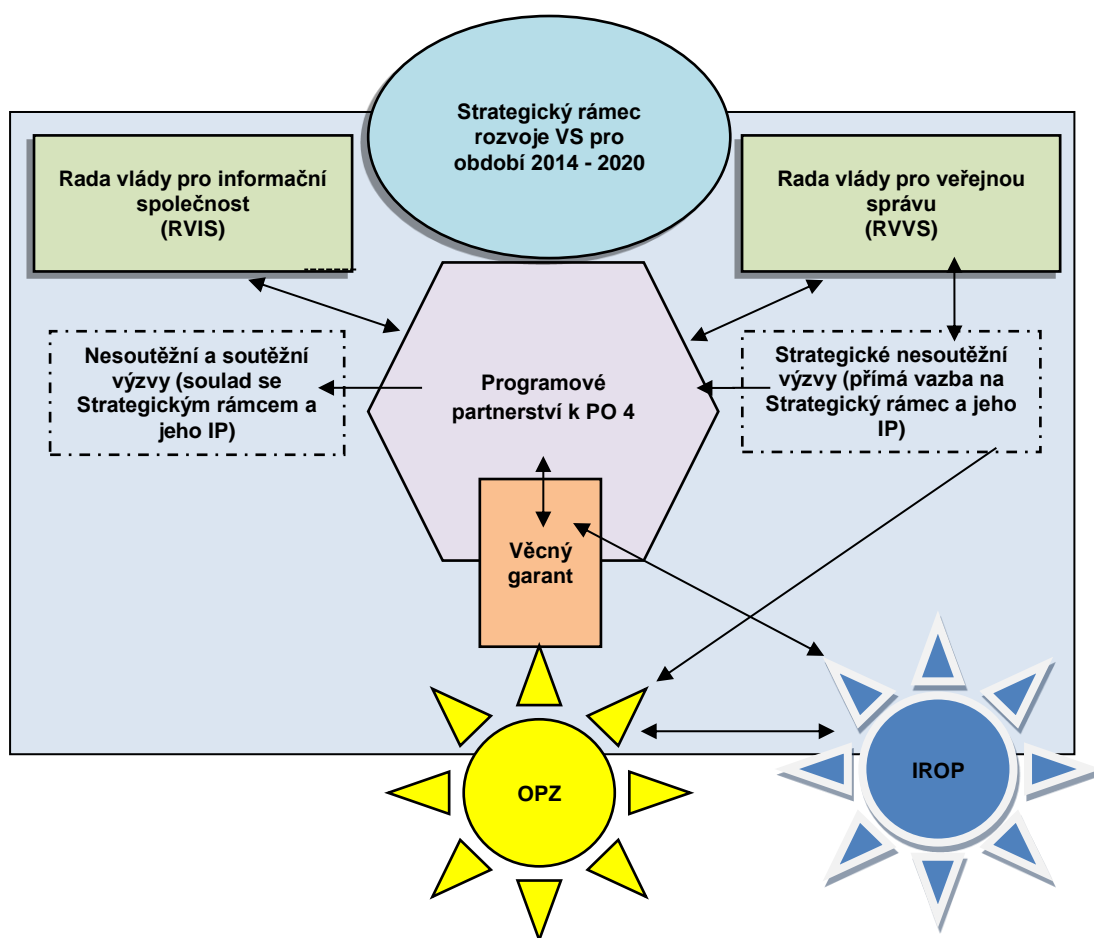 Strategický rámec
rozvoje VS pro
období 2014 - 2020
Rada vlády pro informační
společnost
(RVIS)
Rada vlády pro veřejnou
správu
(RVVS)
Nesoutěžní a soutěžní
výzvy (soulad se
Strategickým rámcem a
jeho IP)
Programové
partnerství k PO 4
Strategické nesoutěžní
výzvy (přímá vazba na
Strategický rámec a jeho
IP)
Věcný
garant
OPZ
IROP